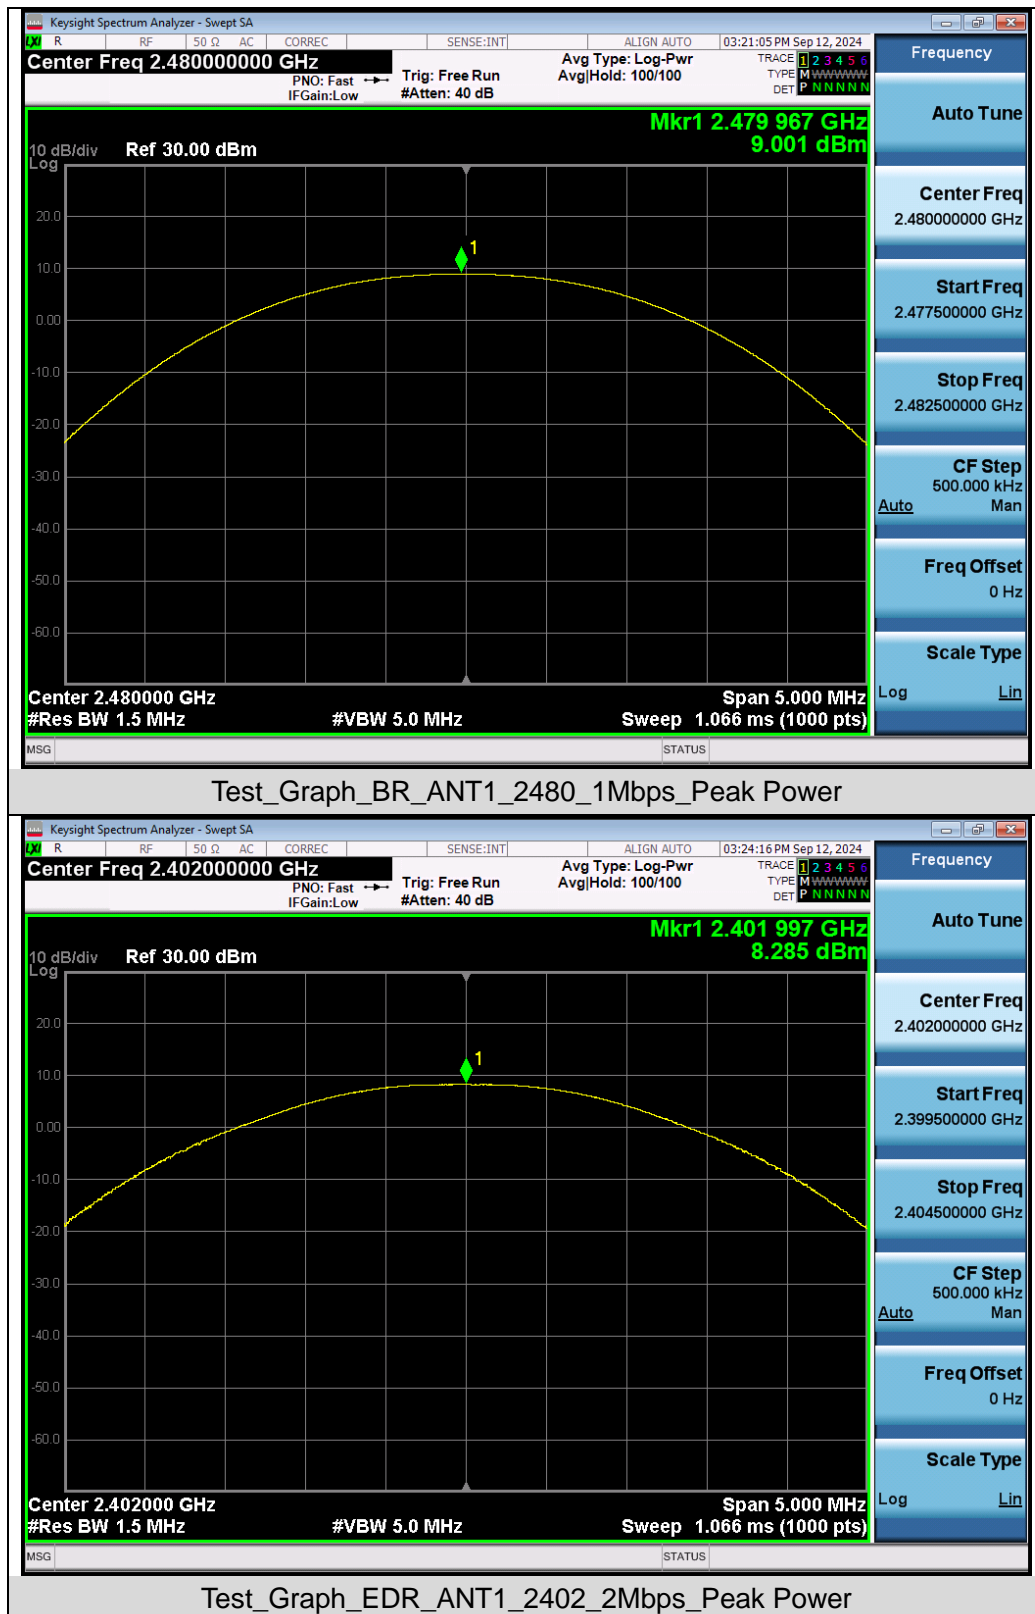 Keysight Spectrum Analyzer - Swept SA
LXI R RF 50 Ω AC CORREC SENSE:INT ALIGN AUTO 03:21:05 PM Sep 12, 2024
Center Freq 2.480000000 GHz
PNO: Fast
IFGain:Low
Trig: Free Run
#Atten: 40 dB
Avg Type: Log-Pwr
Avg|Hold: 100/100
TRACE 1 2 3 4 5 6
TYPE M WWWWW
DET P N N N N N
Mkr1 2.479 967 GHz
9.001 dBm
10 dB/div
Log
Ref 30.00 dBm
1
20.0
10.0
0.00
-10.0
-20.0
-30.0
-40.0
-50.0
-60.0
Center 2.480000 GHz
Span 5.000 MHz
#Res BW 1.5 MHz
#VBW 5.0 MHz
Sweep 1.066 ms (1000 pts)
MSG
STATUS
Frequency
Auto Tune
Center Freq
2.480000000 GHz
Start Freq
2.477500000 GHz
Stop Freq
2.482500000 GHz
CF Step
500.000 kHz
Auto Man
Freq Offset
0 Hz
Scale Type
Log Lin
Test_Graph_BR_ANT1_2480_1Mbps_Peak Power
Keysight Spectrum Analyzer - Swept SA
LXI R RF 50 Ω AC CORREC SENSE:INT ALIGN AUTO 03:24:16 PM Sep 12, 2024
Center Freq 2.402000000 GHz
PNO: Fast
IFGain:Low
Trig: Free Run
#Atten: 40 dB
Avg Type: Log-Pwr
Avg|Hold: 100/100
TRACE 1 2 3 4 5 6
TYPE M WWWWW
DET P N N N N N
Mkr1 2.401 997 GHz
8.285 dBm
10 dB/div
Log
Ref 30.00 dBm
1
20.0
10.0
0.00
-10.0
-20.0
-30.0
-40.0
-50.0
-60.0
Center 2.402000 GHz
Span 5.000 MHz
#Res BW 1.5 MHz
#VBW 5.0 MHz
Sweep 1.066 ms (1000 pts)
MSG
STATUS
Frequency
Auto Tune
Center Freq
2.402000000 GHz
Start Freq
2.399500000 GHz
Stop Freq
2.404500000 GHz
CF Step
500.000 kHz
Auto Man
Freq Offset
0 Hz
Scale Type
Log Lin
Test_Graph_EDR_ANT1_2402_2Mbps_Peak Power